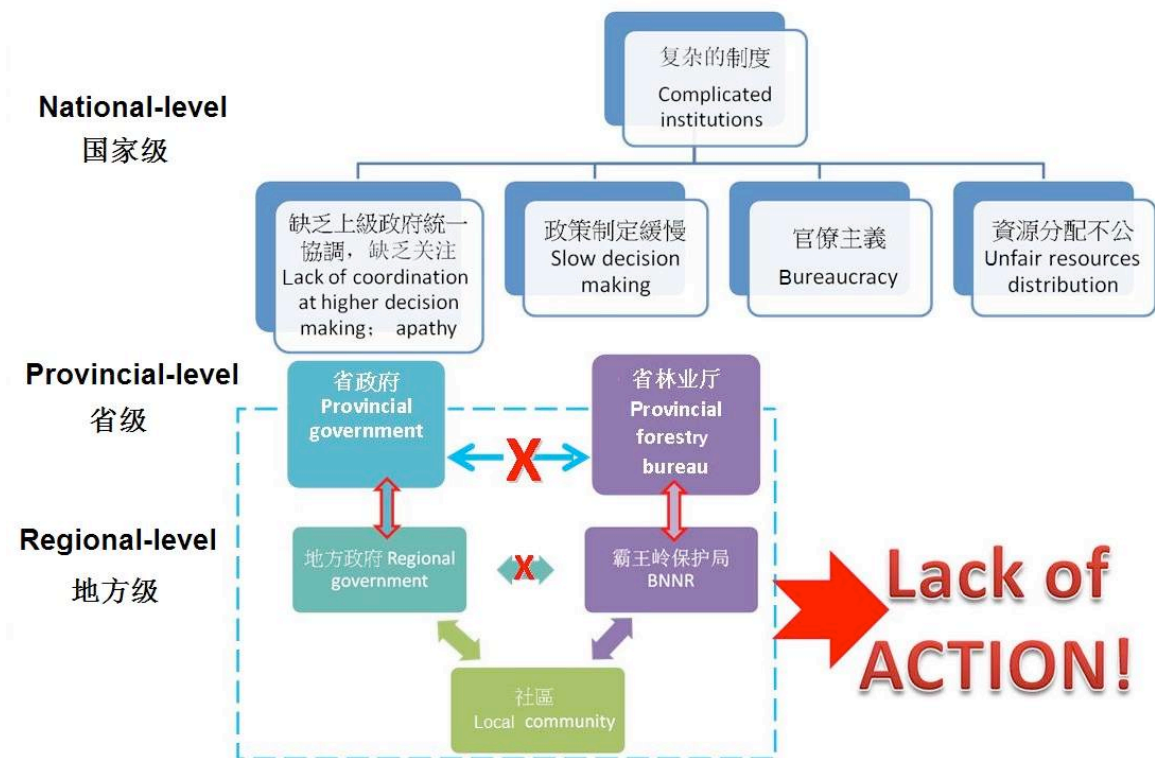 复杂的制度
Complicated
institutions
National-level
国家级
缺乏上級政府統一
協調，缺乏关注
Lack of coordination
at higher decision
making； apathy
政策制定緩慢
Slow decision
making
官僚主義
Bureaucracy
資源分配不公
Unfair resources
distribution
Provincial-level
省级
省政府
Provincial
government
X
省林业厅
Provincial
forestry
bureau
Regional-level
地方级
地方政府 Regional
government
X
霸王岭保护局
BNNR
社區
Local community
Lack of
ACTION!